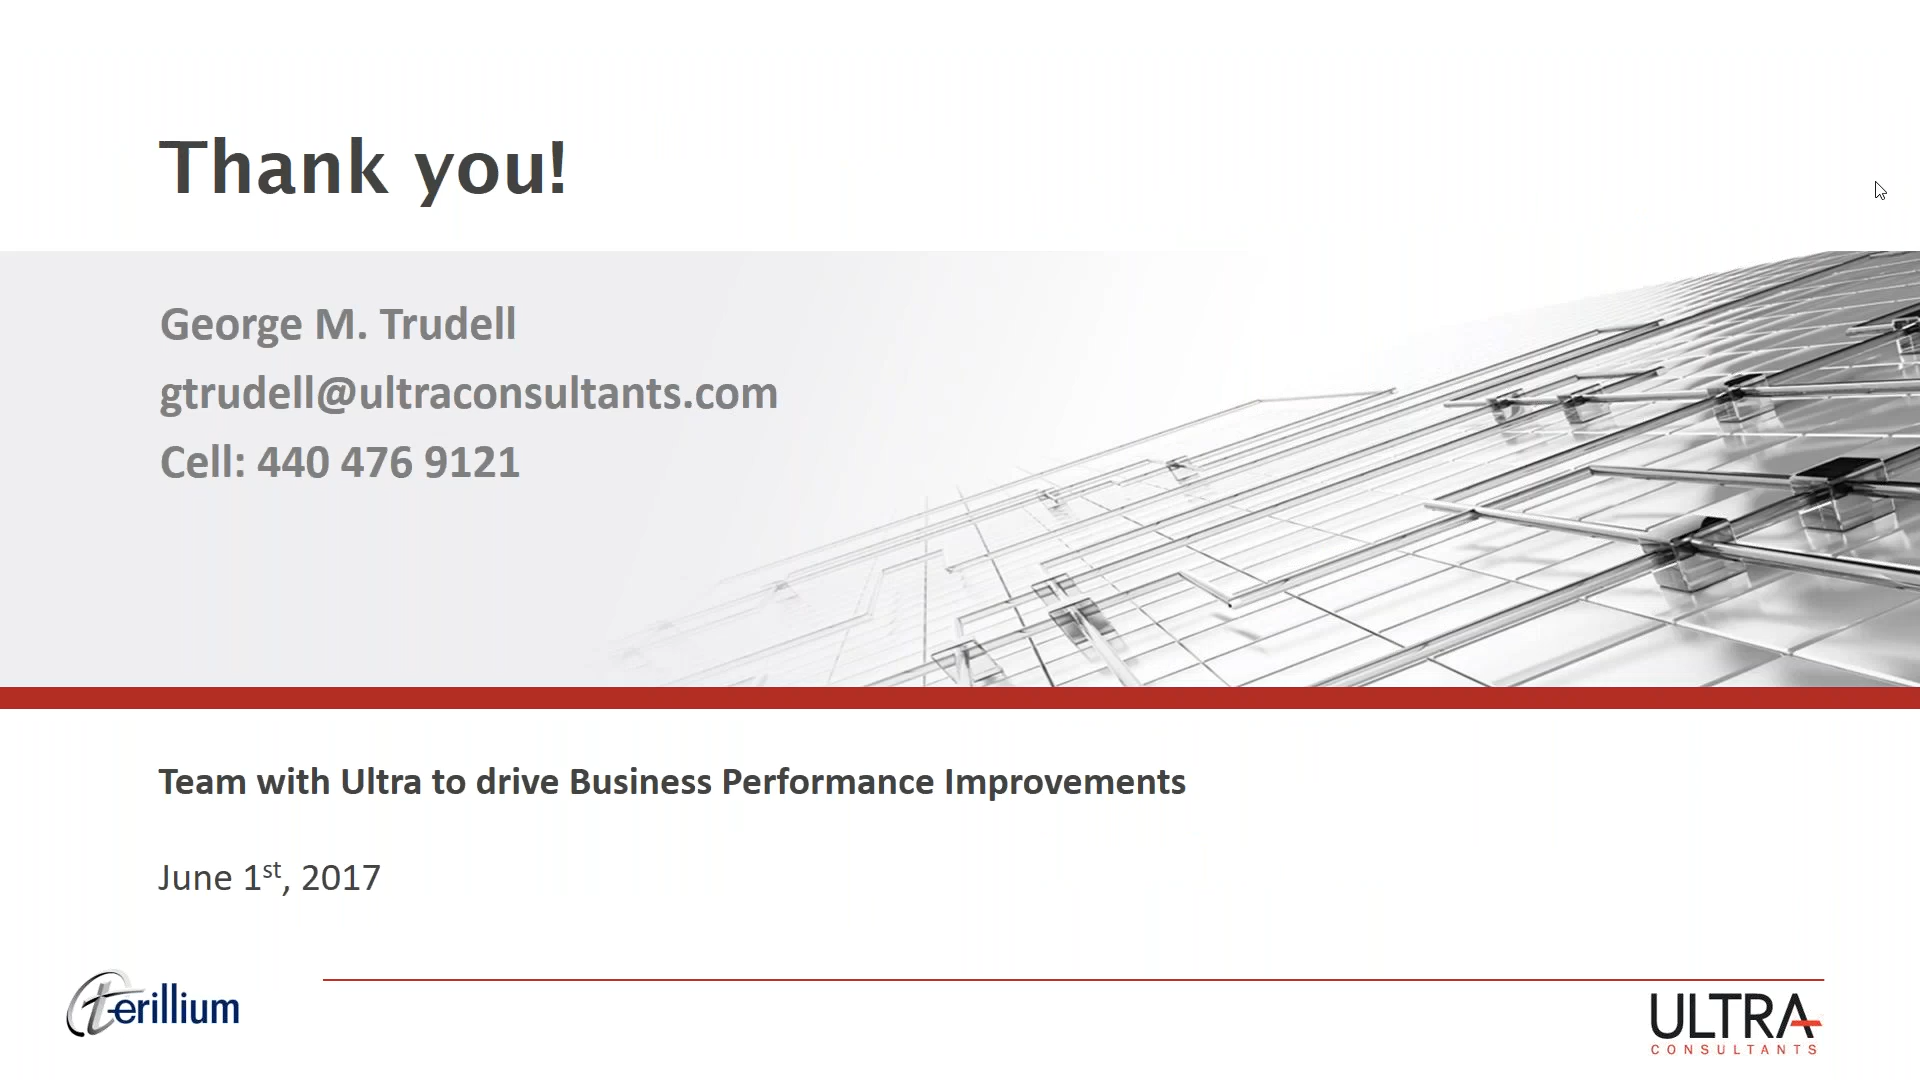 Thank you!
George M. Trudell
gtrudell@ultraconsultants.com
Cell: 440 476 9121
Team with Ultra to drive Business Performance Improvements
June 1st, 2017
terillium
ULTRA
CONSULTANTS